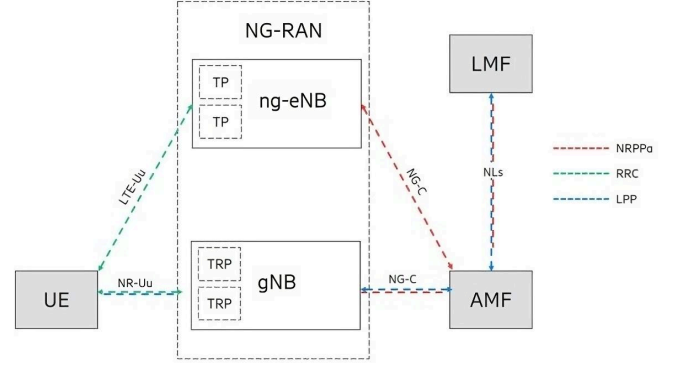 NG-RAN
TP
ng-eNB
TP
LMF
NRPPa
RRC
LPP
NLs
LTE-Uu
NG-C
TRP
gNB
TRP
NR-Uu
NG-C
UE
AMF